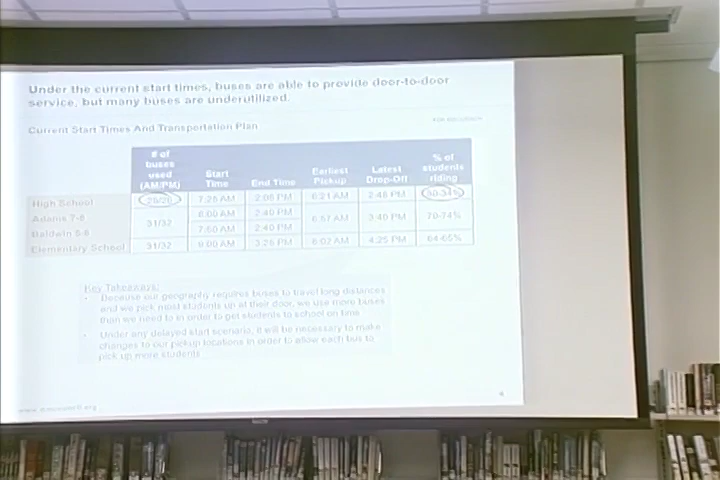 Under the current start times, buses are able to provide door-to-door
service, but many buses are underutilized.
Current Start Times And Transportation Plan
# of buses used (AM/PM) Start Time End Time Earliest Pickup Latest Drop-Off % of students riding
High School 7:25 AM 2:05 PM 6:21 AM 2:48 PM
Adams 7-8 31/32 8:00 AM 2:40 PM 6:57 AM 3:40 PM 70-74%
Baldwin 5-6 2:40 PM
Elementary School 31/32 9:00 AM 3:25 PM 4:25 PM 64-65%
Key Takeaways:
• Because our geography requires buses to travel long distances
and we pick most students up at their door, we use more buses
than we need to in order to get students to school on time
• Under any delayed start scenario, it will be necessary to make
changes to our pickup locations in order to allow each bus to
pick up more students